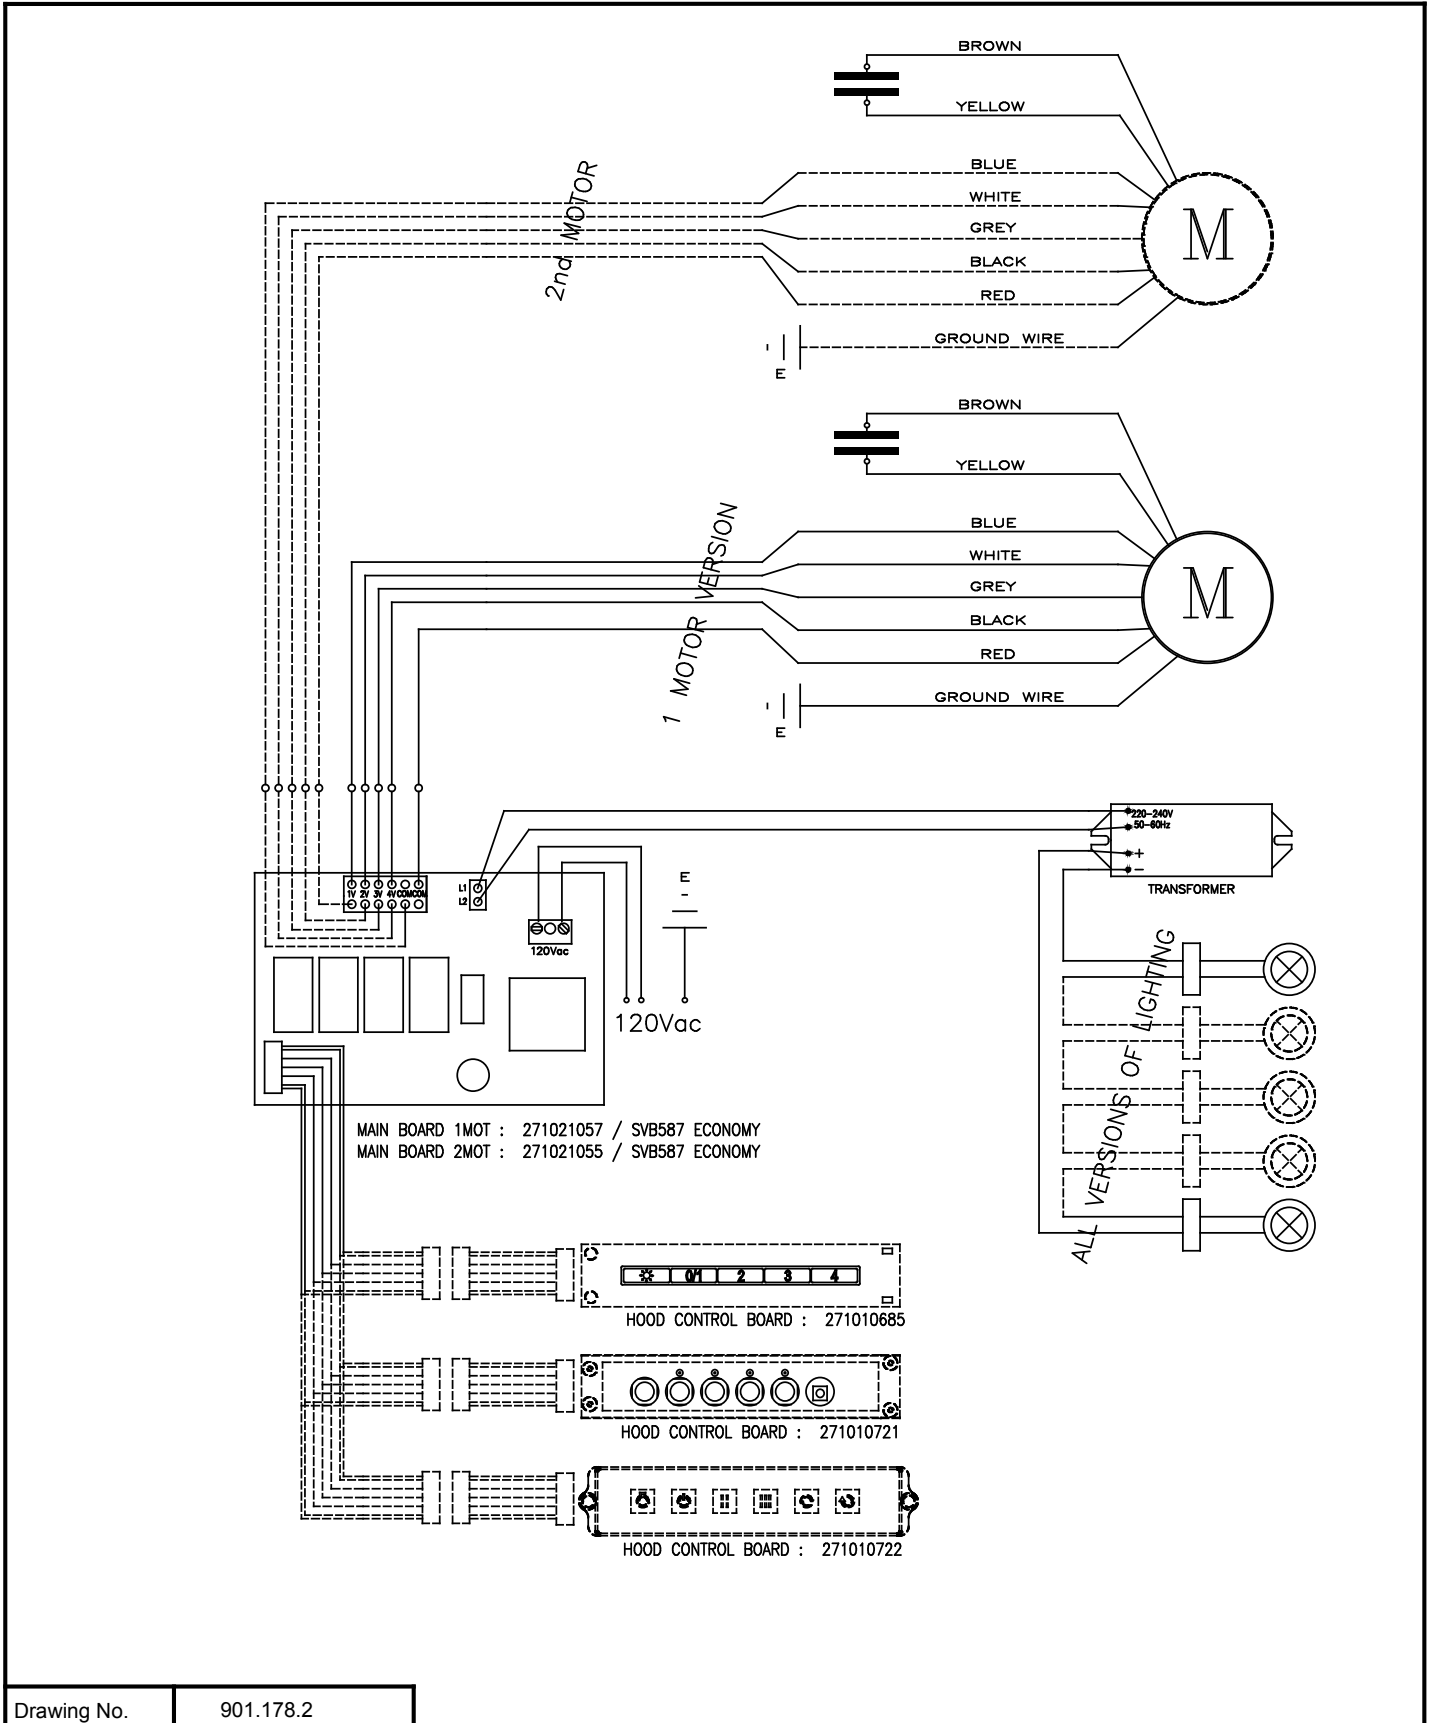 BROWN
YELLOW
BLUE
WHITE
GREY
BLACK
RED
GROUND WIRE
E
M
2nd MOTOR
BROWN
YELLOW
BLUE
WHITE
GREY
BLACK
RED
GROUND WIRE
E
M
1 MOTOR VERSION
220-240V
50-60Hz
+
-
TRANSFORMER
1V 2V 3V 4V COM COM
L1
L2
120Vac
E
120Vac
ALL VERSIONS OF LIGHTING
MAIN BOARD 1MOT : 271021057 / SVB587 ECONOMY
MAIN BOARD 2MOT : 271021055 / SVB587 ECONOMY
0/1 2 3 4
HOOD CONTROL BOARD : 271010685
HOOD CONTROL BOARD : 271010721
HOOD CONTROL BOARD : 271010722
Drawing No. 901.178.2